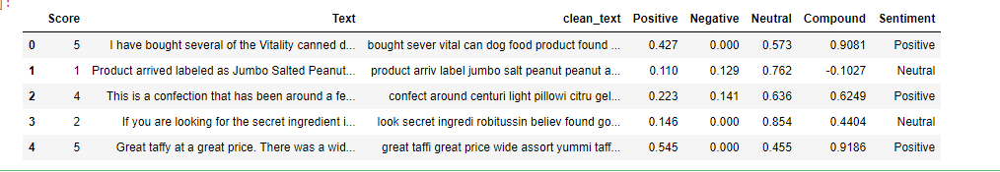 Score Text clean_text Positive Negative Neutral Compound Sentiment
0 5 I have bought several of the Vitality canned d... bought sever vital can dog food product found ... 0.427 0.000 0.573 0.9081 Positive
1 1 Product arrived labeled as Jumbo Salted Peanut... product arriv label jumbo salt peanut peanut a... 0.110 0.129 0.762 -0.1027 Neutral
2 4 This is a confection that has been around a fe... confect around centuri light pillowi citru gel... 0.223 0.141 0.636 0.6249 Positive
3 2 If you are looking for the secret ingredient i... look secret ingredi robitussin believ found go... 0.146 0.000 0.854 0.4404 Neutral
4 5 Great taffy at a great price. There was a wid... great taffi great price wide assort yummi taff... 0.545 0.000 0.455 0.9186 Positive